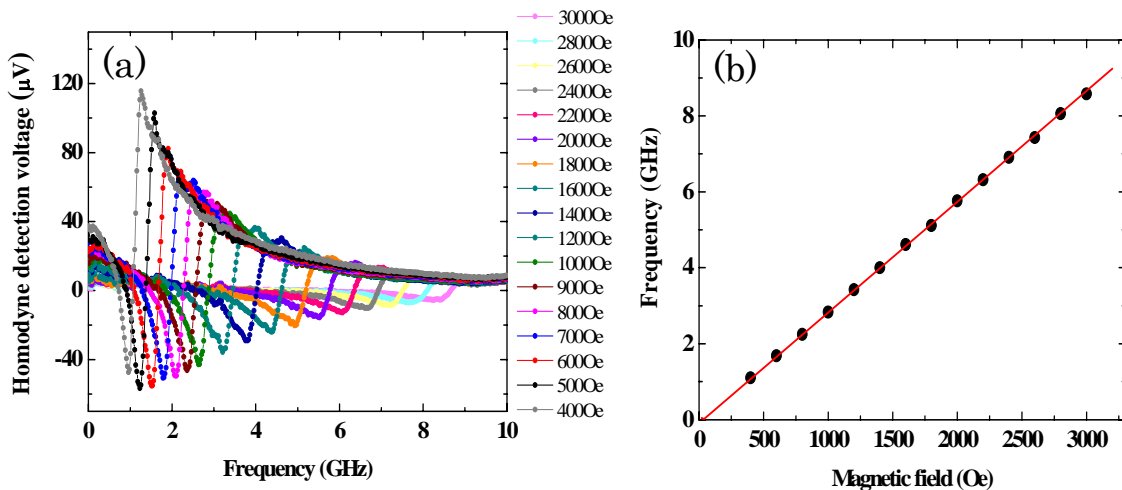 (a)
Homodyne detection voltage (μV)
120
80
40
0
-40
0
2
4
6
8
10
Frequency (GHz)
3000Oe
2800Oe
2600Oe
2400Oe
2200Oe
2000Oe
1800Oe
1600Oe
1400Oe
1200Oe
1000Oe
900Oe
800Oe
700Oe
600Oe
500Oe
400Oe
(b)
Frequency (GHz)
10
8
6
4
2
0
0
500
1000
1500
2000
2500
3000
Magnetic field (Oe)